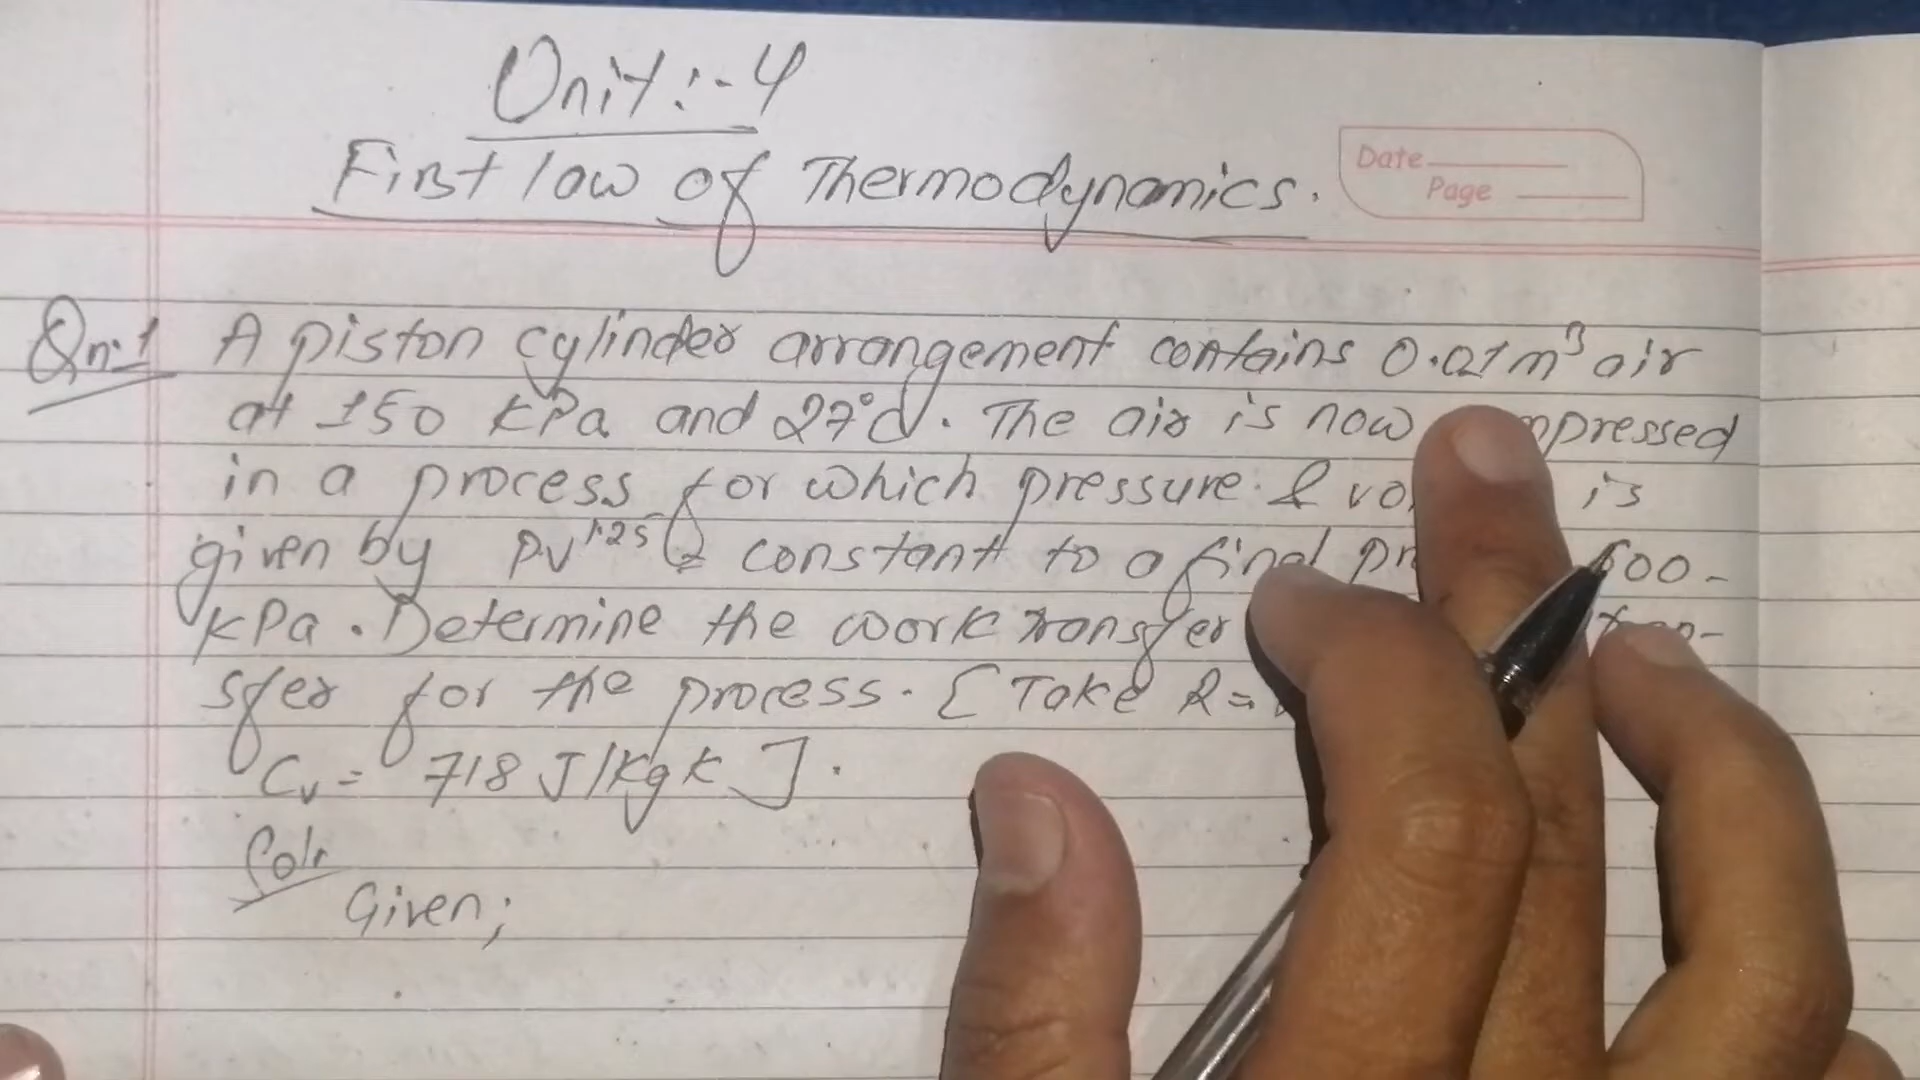 Unit:-4
First law of Thermodynamics.
Date
Page
Qn.1 A piston cylinder arrangement contains 0.01m³ air
at 150 kPa and 27°C. The air is now
in a process for which pressure & is
given by PV^1.25 = constant to a final 600-
kPa. Determine the work transfer
sfer for the process. [Take R=
Cv = 718 J/kgk].
Soln
Given;